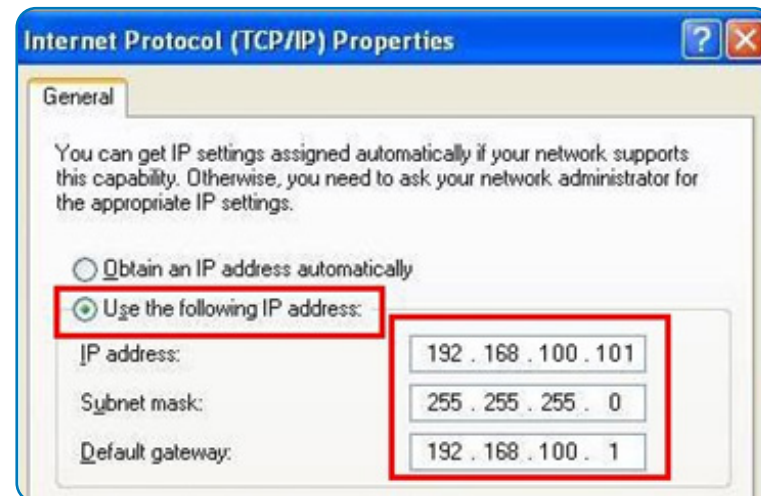 Internet Protocol (TCP/IP) Properties
General
You can get IP settings assigned automatically if your network supports
this capability. Otherwise, you need to ask your network administrator for
the appropriate IP settings.
Obtain an IP address automatically
Use the following IP address:
IP address: 192 . 168 . 100 . 101
Subnet mask: 255 . 255 . 255 . 0
Default gateway: 192 . 168 . 100 . 1